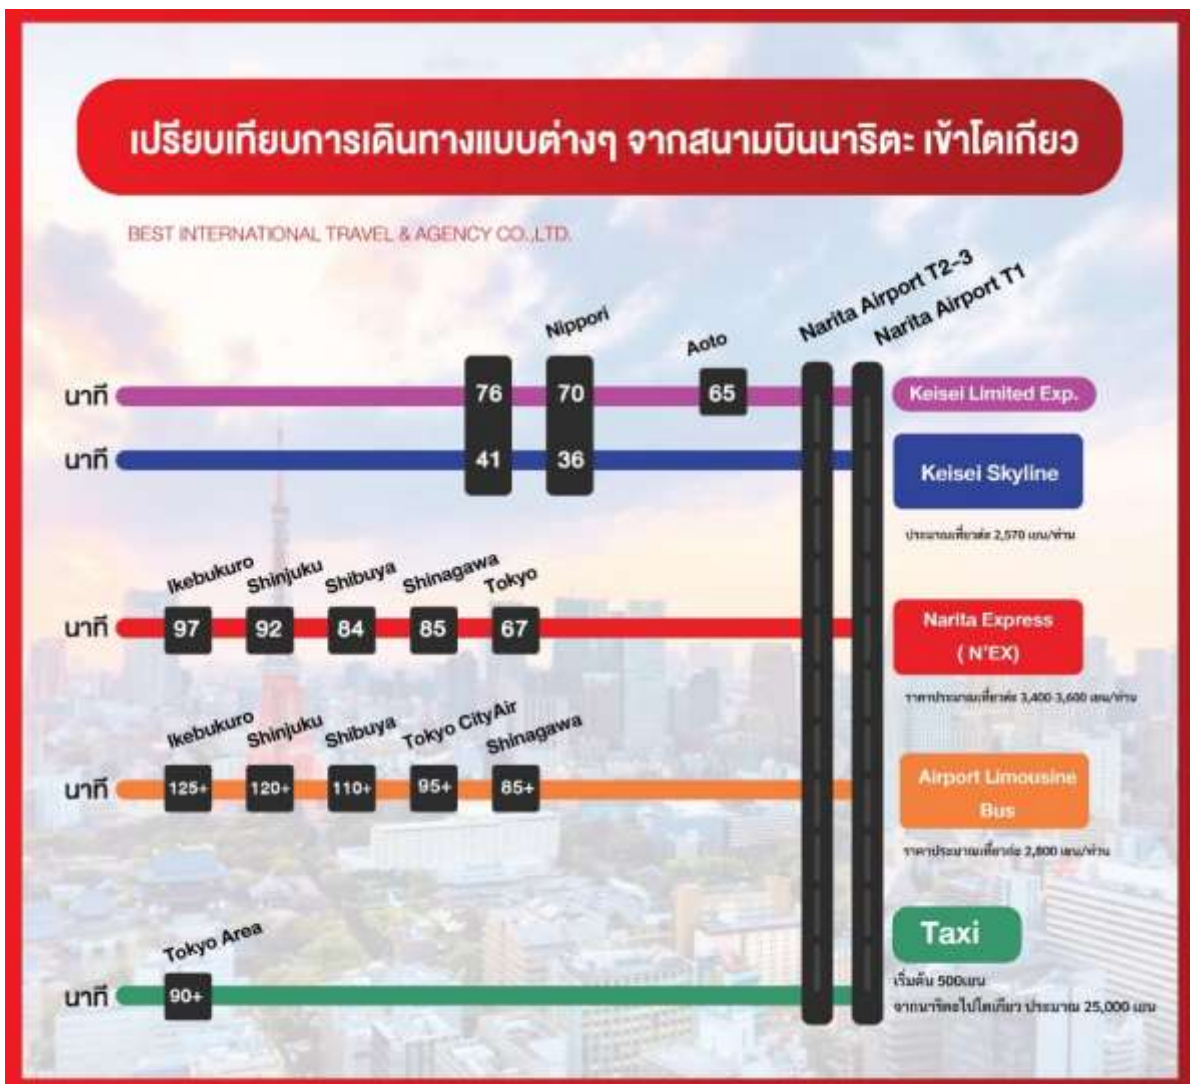 เปรียบเทียบการเดินทางแบบต่างๆ จากสนามบินนาริตะ เข้าโตเกียว
BEST INTERNATIONAL TRAVEL & AGENCY CO.,LTD.
Nippori
Aoto
Narita Airport T2-3
Narita Airport T1
นาที 76 70 65 Keisei Limited Exp.
นาที 41 36 Keisei Skyline
ประมาณเที่ยวล่ะ 2,570 เยน/ท่าน
Ikebukuro Shinjuku Shibuya Shinagawa Tokyo
นาที 97 92 84 85 67 Narita Express
( N'EX)
ราคาประมาณเที่ยวล่ะ 3,400-3,600 เยน/ท่าน
Ikebukuro Shinjuku Shibuya Tokyo CityAir Shinagawa
นาที 125+ 120+ 110+ 95+ 85+ Airport Limousine
Bus
ราคาประมาณเที่ยวล่ะ 2,800 เยน/ท่าน
Tokyo Area
Taxi
นาที 90+
เริ่มต้น 500เยน
จากนาริตะไปโตเกียว ประมาณ 25,000 เยน